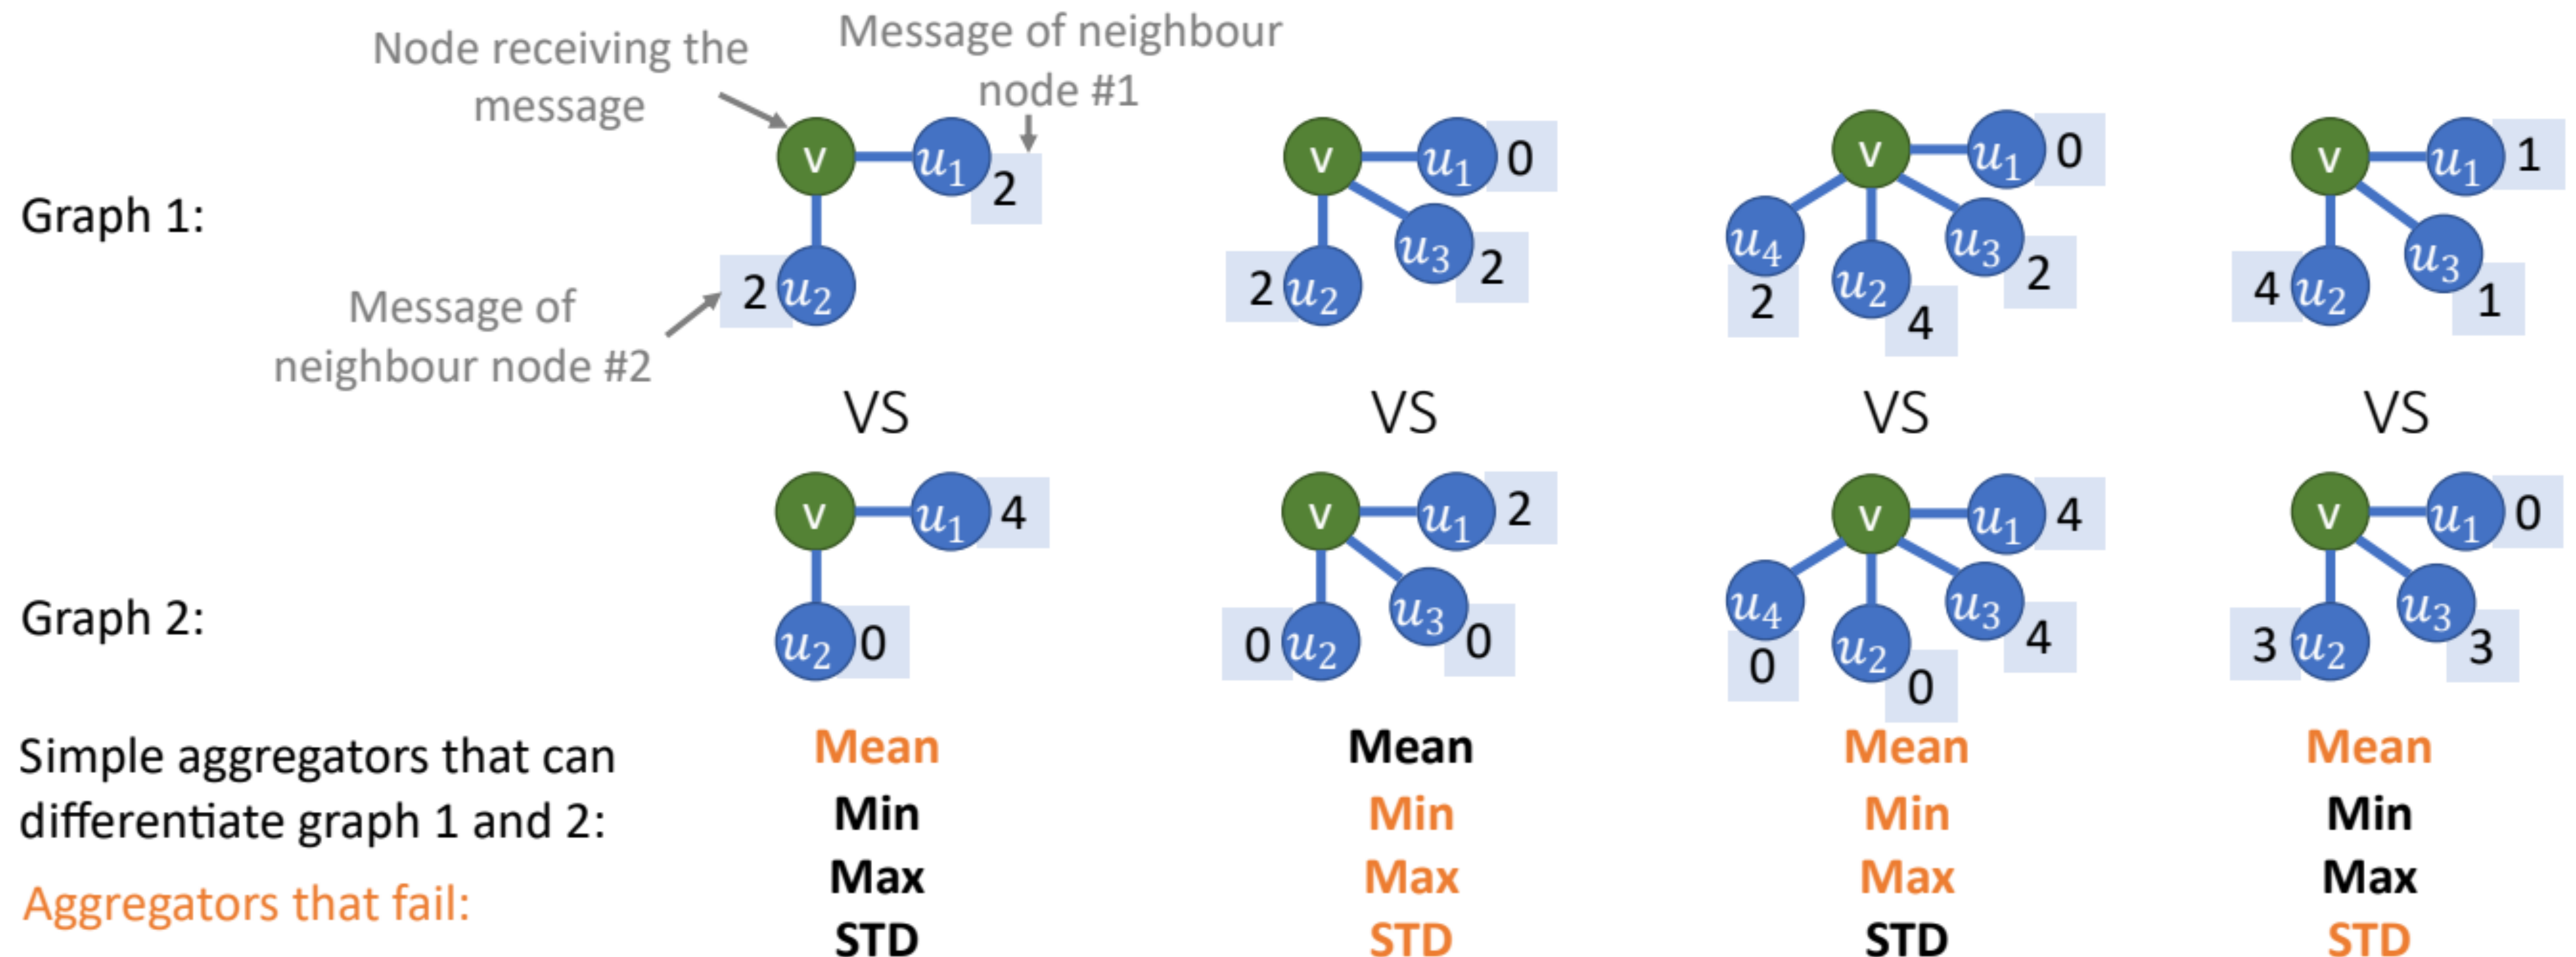 Node receiving the
message
Message of neighbour
node #1
Graph 1:
v u₁ 2
2 u₂
Message of
neighbour node #2
v u₁ 0
u₃ 2
2 u₂
v u₁ 0
u₄ 2
u₂ 4
u₃ 2
v u₁ 1
u₃ 1
4 u₂
VS VS VS VS
Graph 2:
v u₁ 4
u₂ 0
v u₁ 2
u₃ 0
0 u₂
v u₁ 4
u₄ 0
u₂ 0
u₃ 4
v u₁ 0
u₃ 3
3 u₂
Simple aggregators that can
differentiate graph 1 and 2:
Aggregators that fail:
Mean Mean Mean Mean
Min Min Min Min
Max Max Max Max
STD STD STD STD